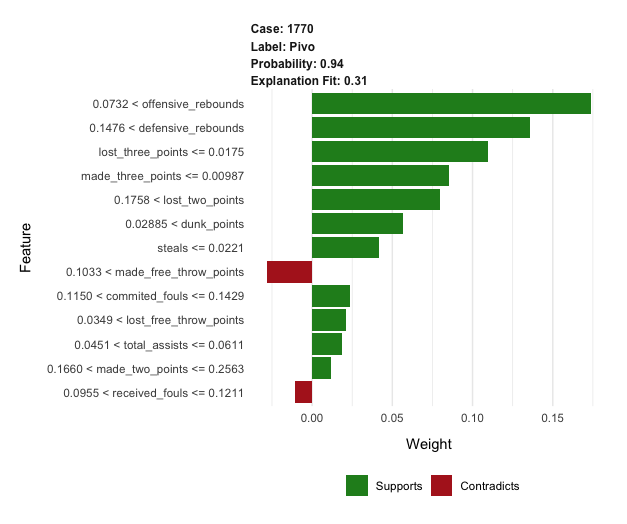 Case: 1770
Label: Pivo
Probability: 0.94
Explanation Fit: 0.31
0.0732 < offensive_rebounds
0.1476 < defensive_rebounds
lost_three_points <= 0.0175
made_three_points <= 0.00987
0.1758 < lost_two_points
0.02885 < dunk_points
steals <= 0.0221
0.1033 < made_free_throw_points
0.1150 < commited_fouls <= 0.1429
0.0349 < lost_free_throw_points
0.0451 < total_assists <= 0.0611
0.1660 < made_two_points <= 0.2563
0.0955 < received_fouls <= 0.1211
Feature
0.00 0.05 0.10 0.15
Weight
Supports Contradicts